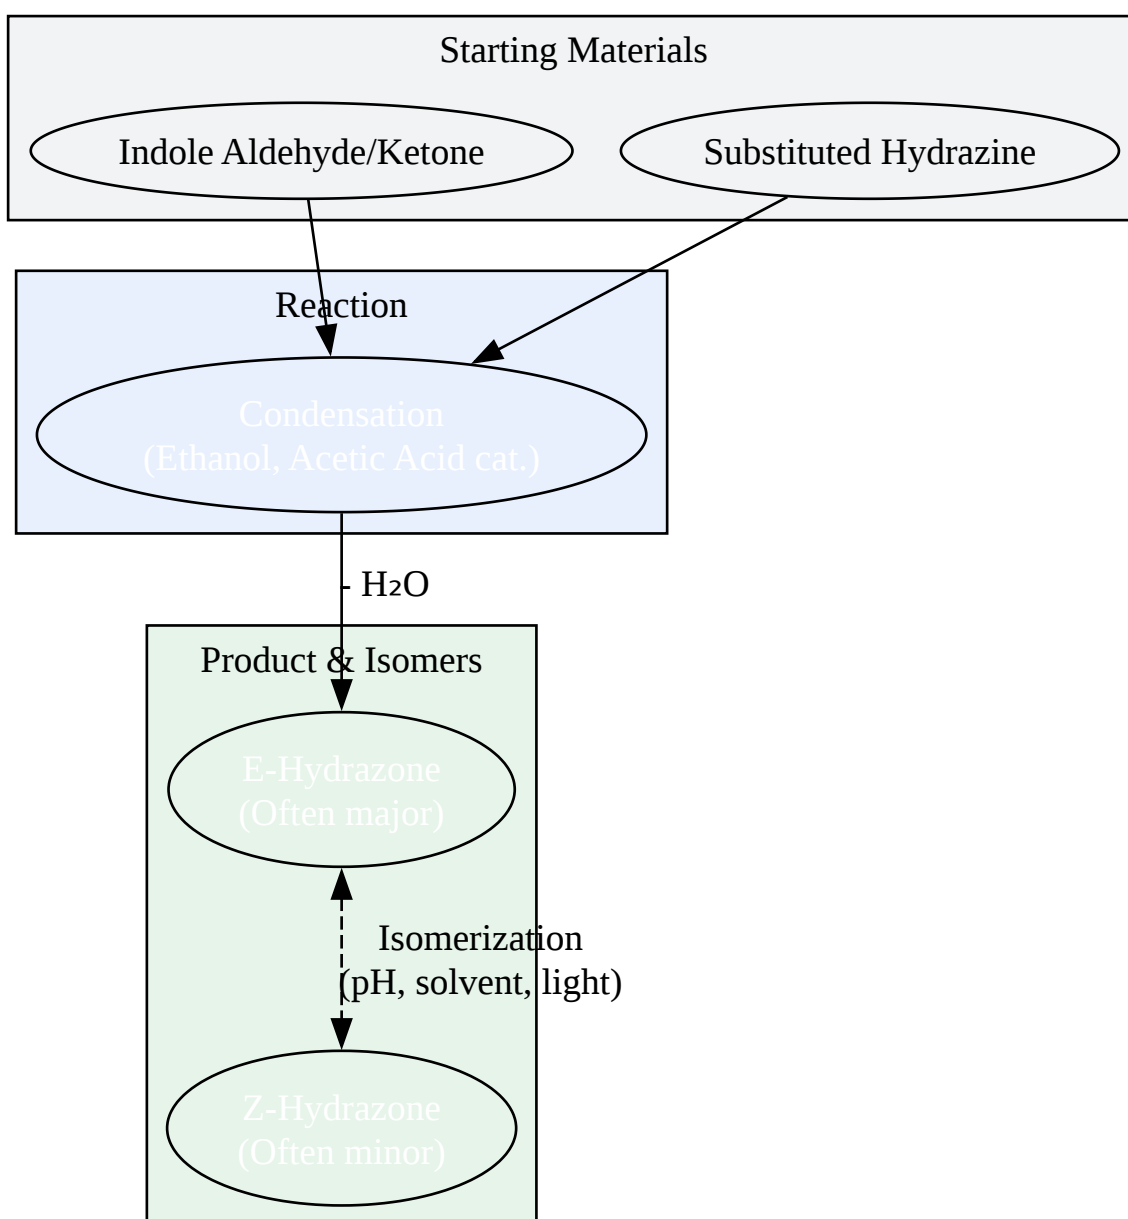 Starting Materials
Indole Aldehyde/Ketone
Substituted Hydrazine
Reaction
Condensation
(Ethanol, Acetic Acid cat.)
- H₂O
Product & Isomers
E-Hydrazone
(Often major)
Isomerization
(pH, solvent, light)
Z-Hydrazone
(Often minor)